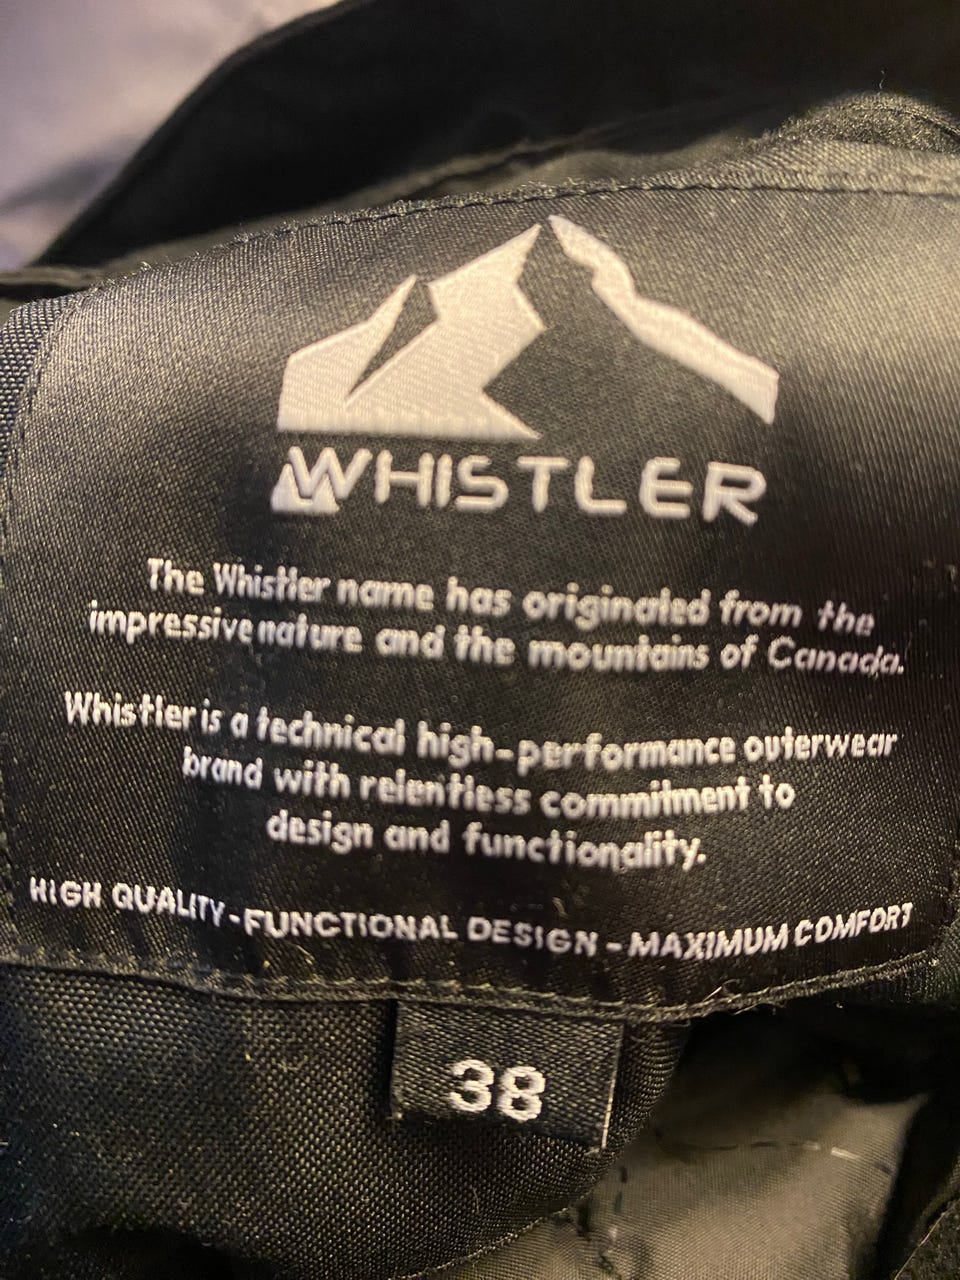 WHISTLER
The Whistler name has originated from the
impressive nature and the mountains of Canada.
Whistler is a technical high-performance outerwear
brand with relentless commitment to
design and functionality.
HIGH QUALITY-FUNCTIONAL DESIGN - MAXIMUM COMFORT
38